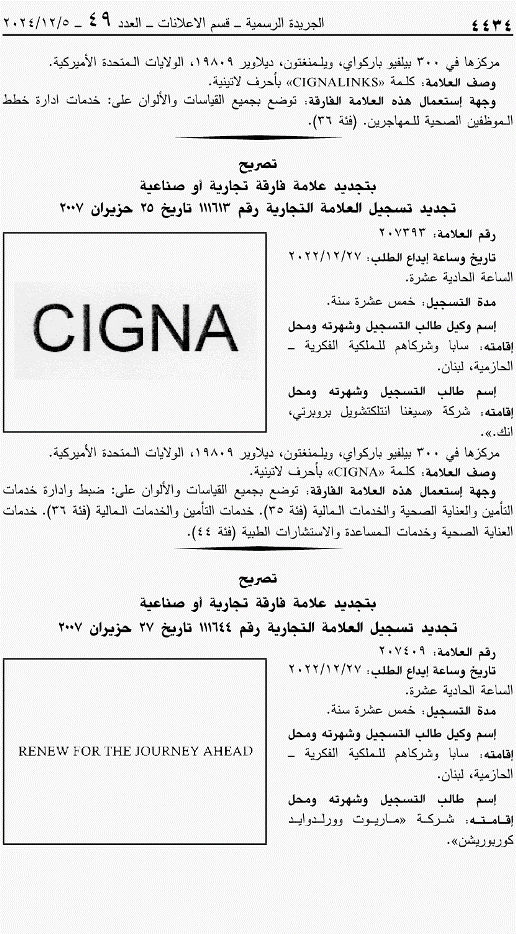 ٤٤٣٤ الجريدة الرسمية – قسم الاعلانات – العدد ٤٩ – ٢٠٢٤/١٢/٥
مركزها في ٣٠٠ بيلفيو باركواي، ويلمنغتون، ديلاوير ١٩٨٠٩، الولايات المتحدة الأميركية.
وصف العلامة: كلمة «CIGNALINKS» بأحرف لاتينية.
وجهة إستعمال هذه العلامة الفارقة: توضع بجميع القياسات والألوان على: خدمات ادارة خطط
الموظفين الصحية للمهاجرين. (فئة ٣٦).
تصريح
بتجديد علامة فارقة تجارية أو صناعية
تجديد تسجيل العلامة التجارية رقم ١١١٦١٣ تاريخ ٢٥ حزيران ٢٠٠٧
رقم العلامة: ٢٠٧٣٩٣
تاريخ وساعة إيداع الطلب: ٢٠٢٢/١٢/٢٧
الساعة الحادية عشرة.
مدة التسجيل: خمس عشرة سنة.
إسم وكيل طالب التسجيل وشهرته ومحل
إقامته: سابا وشركاهم للملكية الفكرية –
الحازمية، لبنان.
إسم طالب التسجيل وشهرته ومحل
إقامته: شركة «سيغنا انتلكتشويل بروبرتي،
انك.».
CIGNA
مركزها في ٣٠٠ بيلفيو باركواي، ويلمنغتون، ديلاوير ١٩٨٠٩، الولايات المتحدة الأميركية.
وصف العلامة: كلمة «CIGNA» بأحرف لاتينية.
وجهة إستعمال هذه العلامة الفارقة: توضع بجميع القياسات والألوان على: ضبط وادارة خدمات
التأمين والعناية الصحية والخدمات المالية (فئة ٣٥). خدمات التأمين والخدمات المالية (فئة ٣٦). خدمات
العناية الصحية وخدمات المساعدة والاستشارات الطبية (فئة ٤٤).
تصريح
بتجديد علامة فارقة تجارية أو صناعية
تجديد تسجيل العلامة التجارية رقم ١١١٦٤٤ تاريخ ٢٧ حزيران ٢٠٠٧
رقم العلامة: ٢٠٧٤٠٩
تاريخ وساعة إيداع الطلب: ٢٠٢٢/١٢/٢٧
الساعة الحادية عشرة.
مدة التسجيل: خمس عشرة سنة.
إسم وكيل طالب التسجيل وشهرته ومحل
إقامته: سابا وشركاهم للملكية الفكرية –
الحازمية، لبنان.
إسم طالب التسجيل وشهرته ومحل
إقامته: شركة «ماريوت وورلدوايد
كوربوريشن».
RENEW FOR THE JOURNEY AHEAD